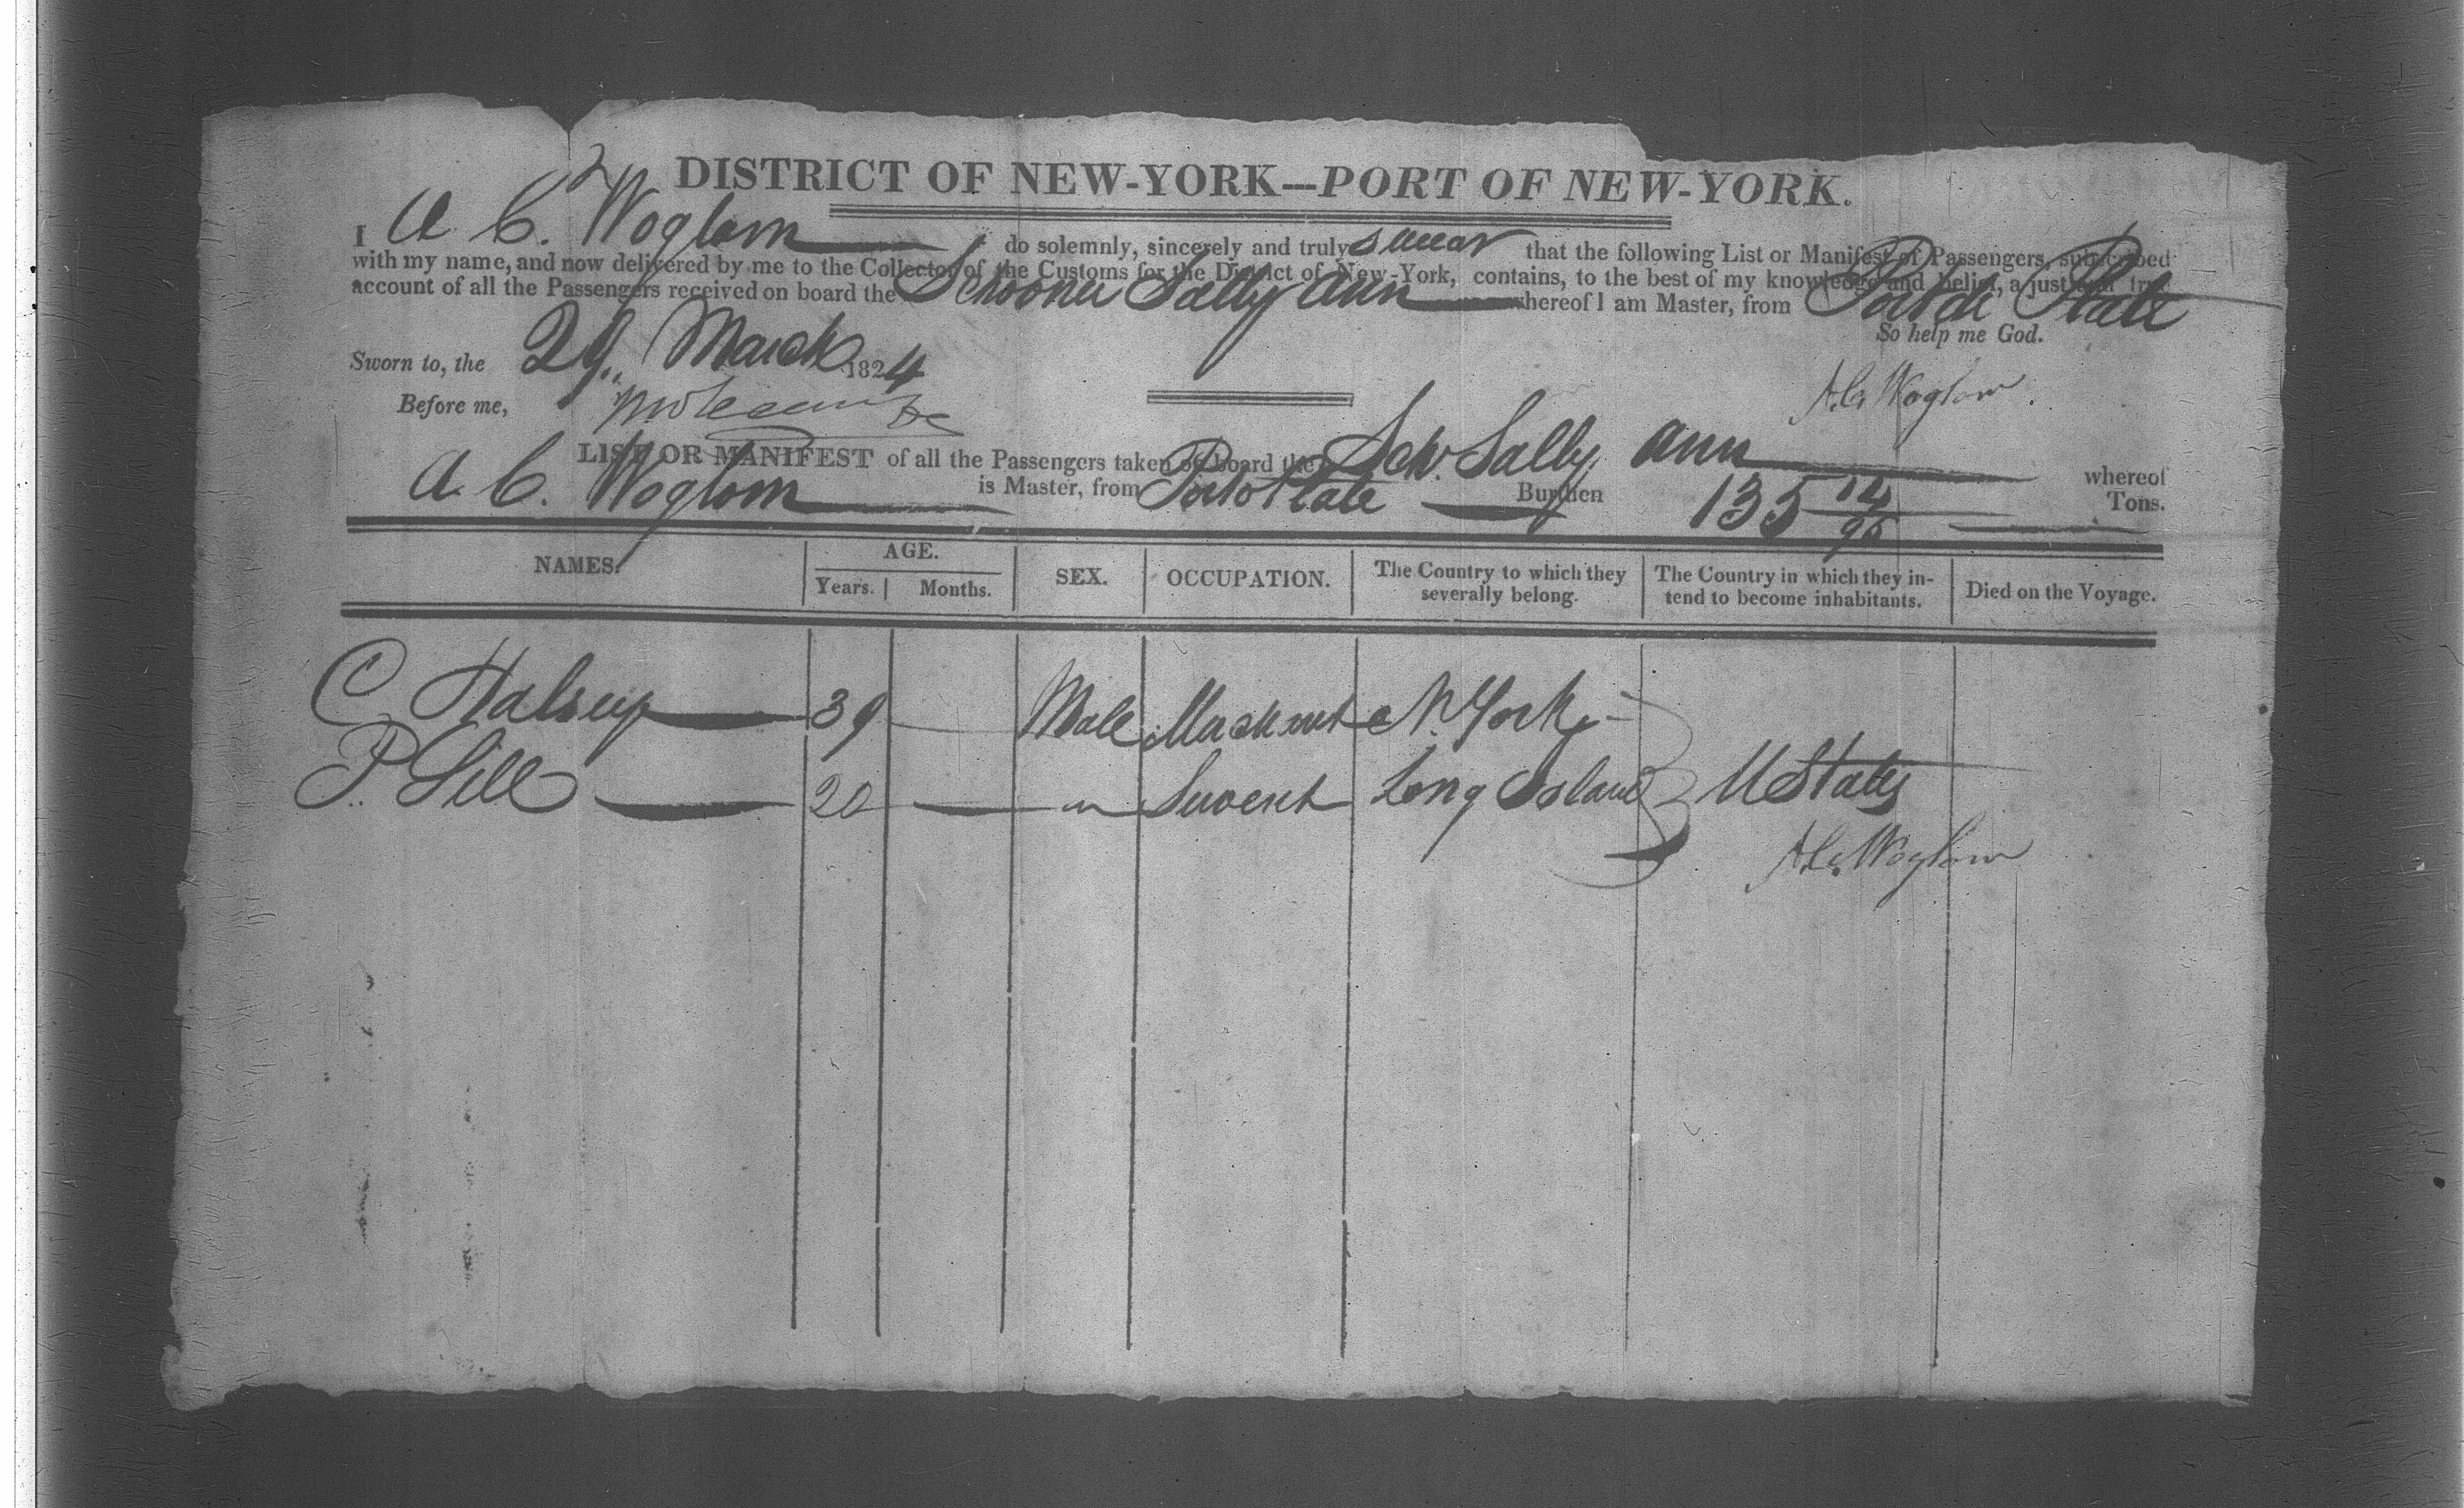 2
DISTRICT OF NEW-YORK—PORT OF NEW-YORK.
I A C. Woglom do solemnly, sincerely and truly swear that the following List or Manifest of Passengers, subscribed
with my name, and now delivered by me to the Collector of the Customs for the District of New-York, contains, to the best of my knowledge and belief, a just and true
account of all the Passengers received on board the Schooner Sally Ann whereof I am Master, from Porto Plate
So help me God.
Sworn to, the 29. March 1824
Before me,
A. C. Woglom.
LIST OR MANIFEST of all the Passengers taken on board the Schr. Sally Ann whereof
A. C. Woglom is Master, from Porto Plate Burthen 135 12/95 Tons.
NAMES. AGE. Years. Months. SEX. OCCUPATION. The Country to which they severally belong. The Country in which they intend to become inhabitants. Died on the Voyage.
C Halsey 39 Male Merchant N. York
P. Sill 20 " Servent Long Island U States
A. C. Woglom